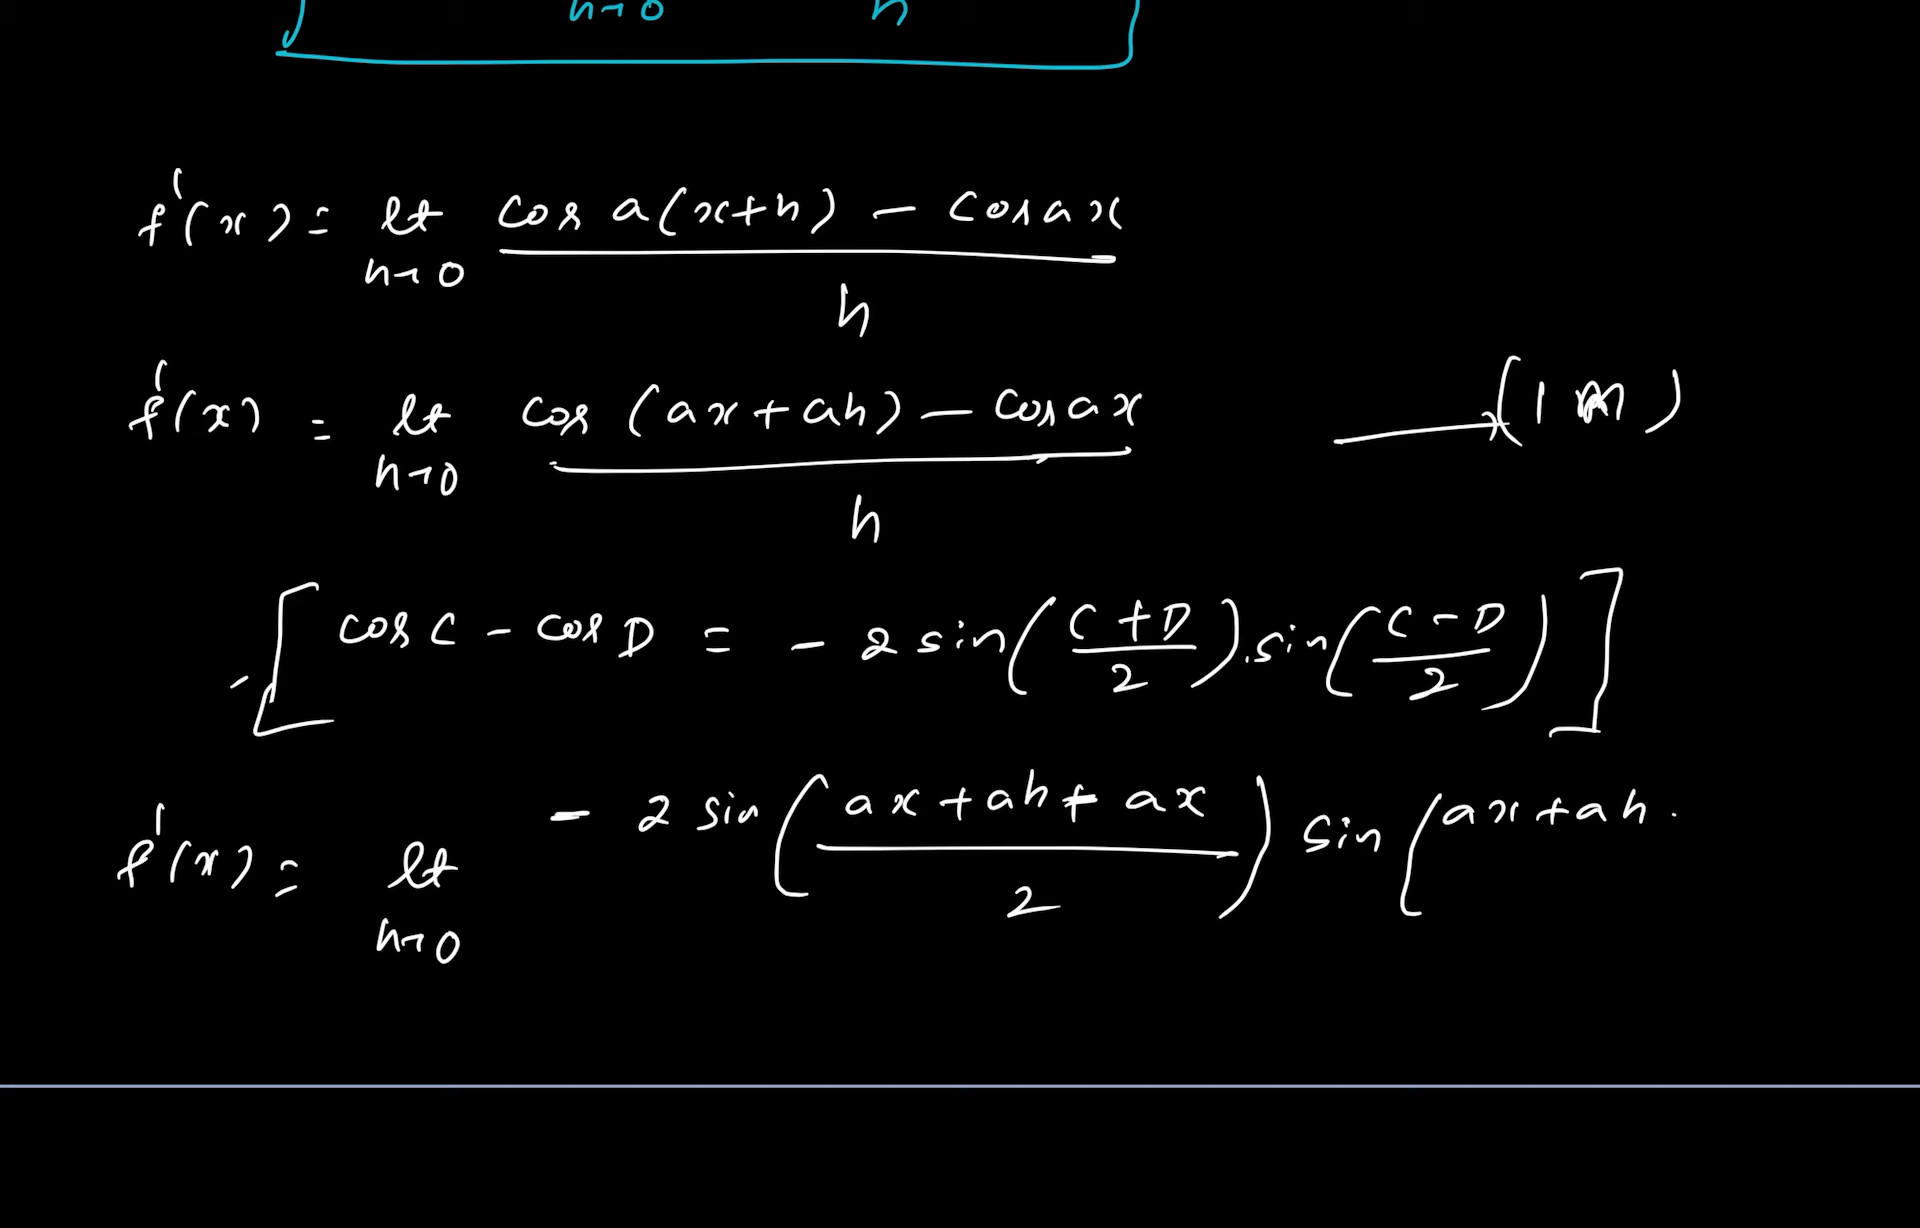 h→0 h
f'(x) = lt cos a(x+h) - cos ax
h→0 h
f'(x) = lt cos (ax+ah) - cos ax →(1 M)
h→0 h
[cos C - cos D = - 2 sin(C+D/2).sin(C-D/2)]
f'(x) = lt - 2 sin(ax+ah+ax/2) sin(ax+ah.
h→0